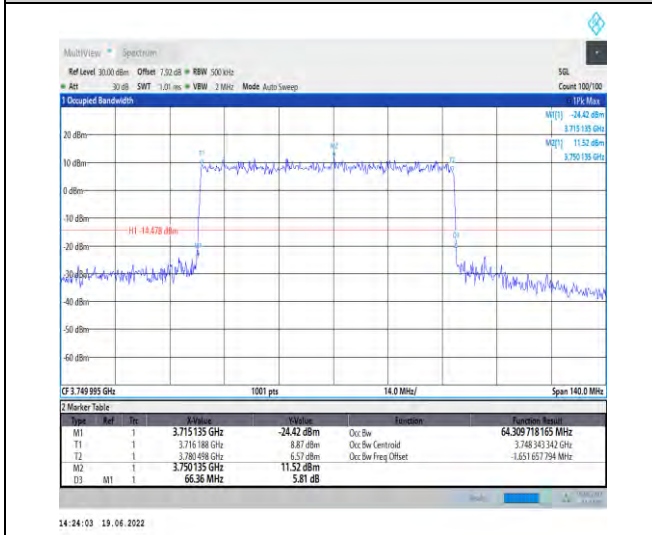 MultiView Spectrum
Ref Level 30.00 dBm Offset 7.92 dB RBW 500 kHz SGL
Att 30 dB SWT 1.01 ms VBW 2 MHz Mode Auto Sweep Count 100/100
1 Occupied Bandwidth 1Pk Max
M1[1] -24.42 dBm
3.715 135 GHz
M2[1] 11.52 dBm
3.750 135 GHz
20 dBm
M2
T1
T2
10 dBm
0 dBm
-10 dBm
H1 -14.478 dBm
D3
M1
-20 dBm
-30 dBm
-40 dBm
-50 dBm
-60 dBm
CF 3.749 995 GHz 1001 pts 14.0 MHz/ Span 140.0 MHz
2 Marker Table
Type Ref Trc X-Value Y-Value Function Function Result
M1 1 3.715 135 GHz -24.42 dBm Occ Bw 64.309 718 165 MHz
T1 1 3.716 188 GHz 8.87 dBm Occ Bw Centroid 3.748 343 342 GHz
T2 1 3.780 498 GHz 6.57 dBm Occ Bw Freq Offset -1.651 657 794 MHz
M2 1 3.750 135 GHz 11.52 dBm
D3 M1 1 66.36 MHz 5.81 dB
14:24:03 19.06.2022